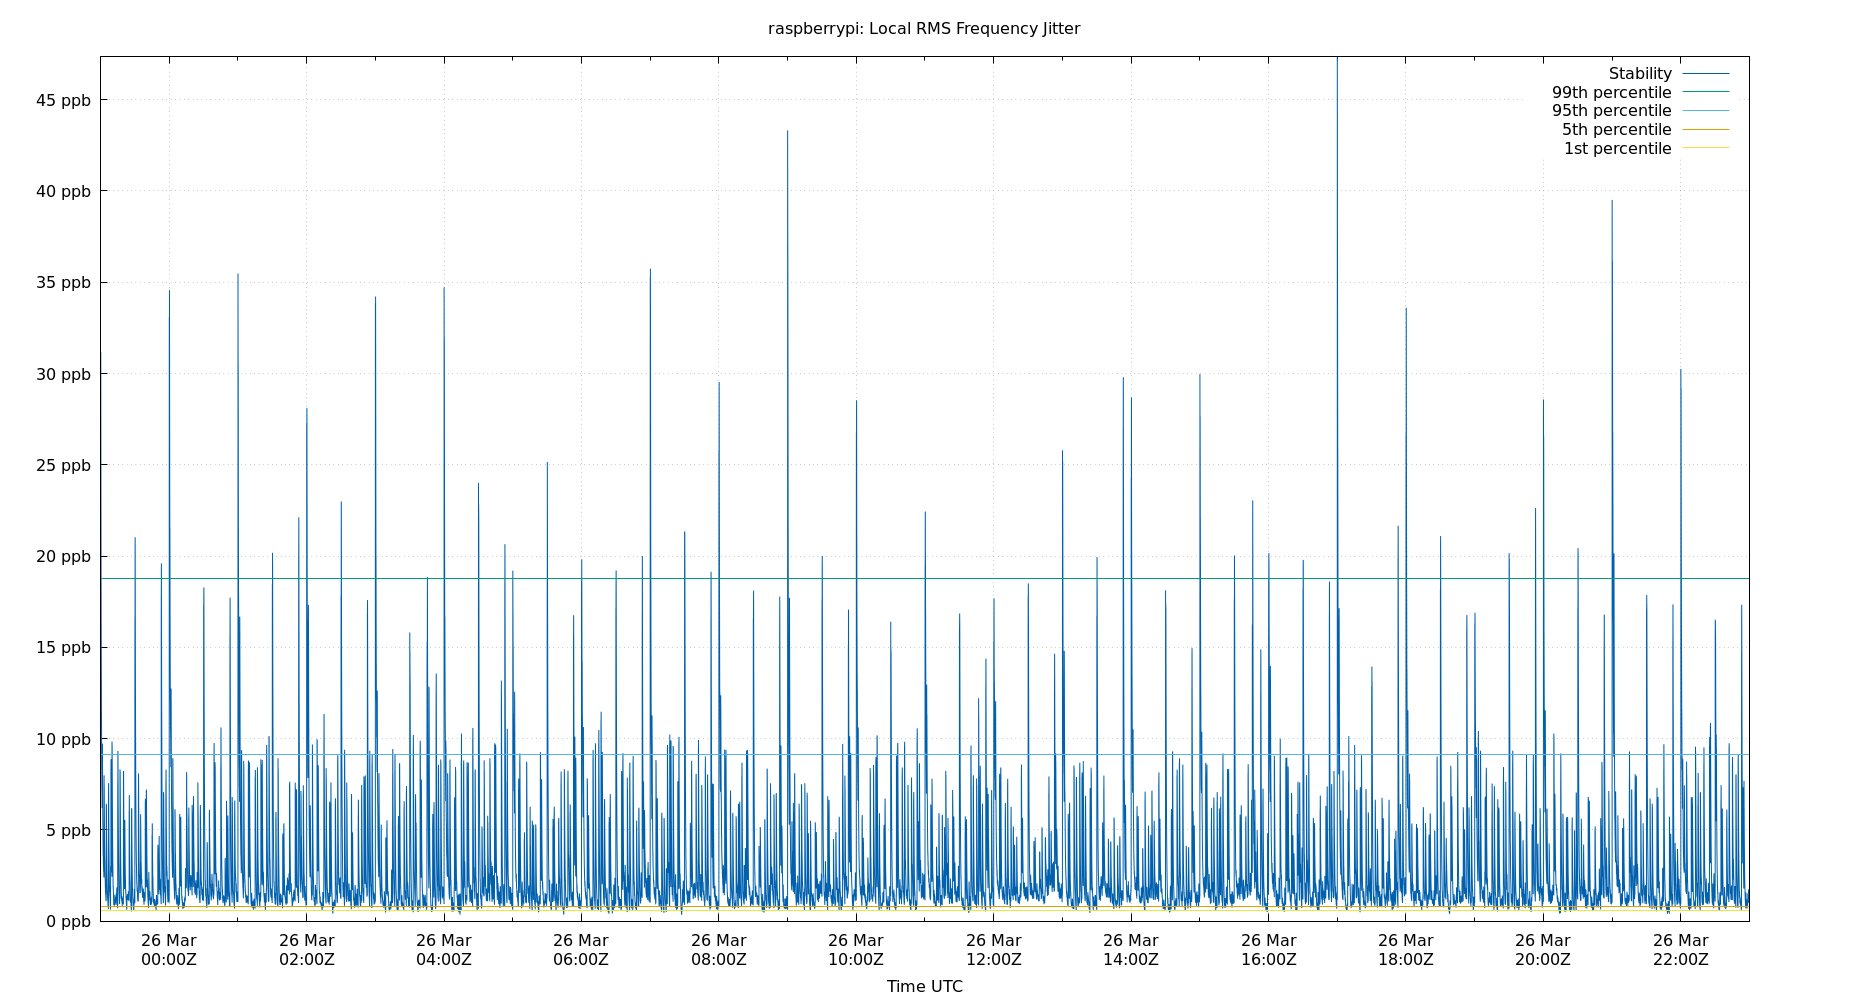 raspberrypi: Local RMS Frequency Jitter
Stability
99th percentile
95th percentile
5th percentile
1st percentile
45 ppb
40 ppb
35 ppb
30 ppb
25 ppb
20 ppb
15 ppb
10 ppb
5 ppb
0 ppb
26 Mar 26 Mar 26 Mar 26 Mar 26 Mar 26 Mar 26 Mar 26 Mar 26 Mar 26 Mar 26 Mar 26 Mar
00:00Z 02:00Z 04:00Z 06:00Z 08:00Z 10:00Z 12:00Z 14:00Z 16:00Z 18:00Z 20:00Z 22:00Z
Time UTC